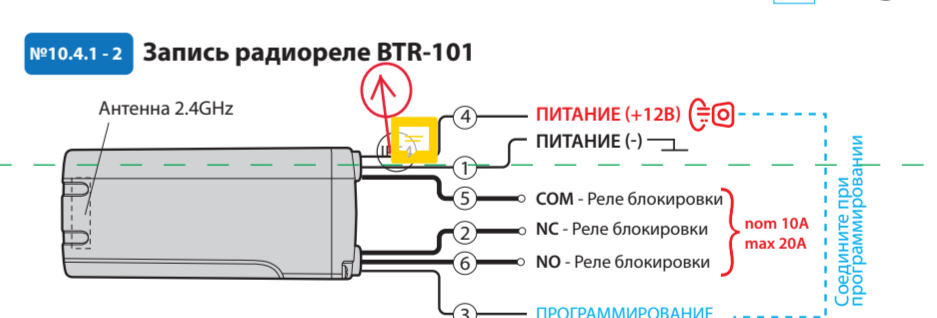 №10.4.1 - 2 Запись радиореле BTR-101
Антенна 2.4GHz
4 ПИТАНИЕ (+12В)
ПИТАНИЕ (-)
1
5 COM - Реле блокировки
2 NC - Реле блокировки
6 NO - Реле блокировки
nom 10A
max 20A
3 ПРОГРАММИРОВАНИЕ
Соедините при
программировании